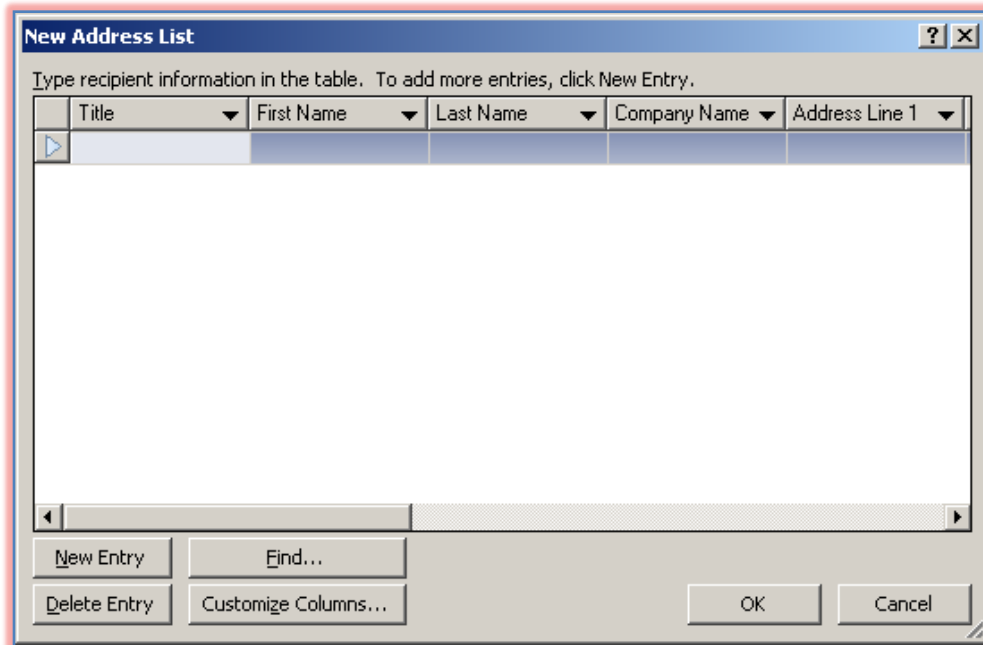 New Address List
Type recipient information in the table. To add more entries, click New Entry.
Title First Name Last Name Company Name Address Line 1
New Entry Find...
Delete Entry Customize Columns... OK Cancel